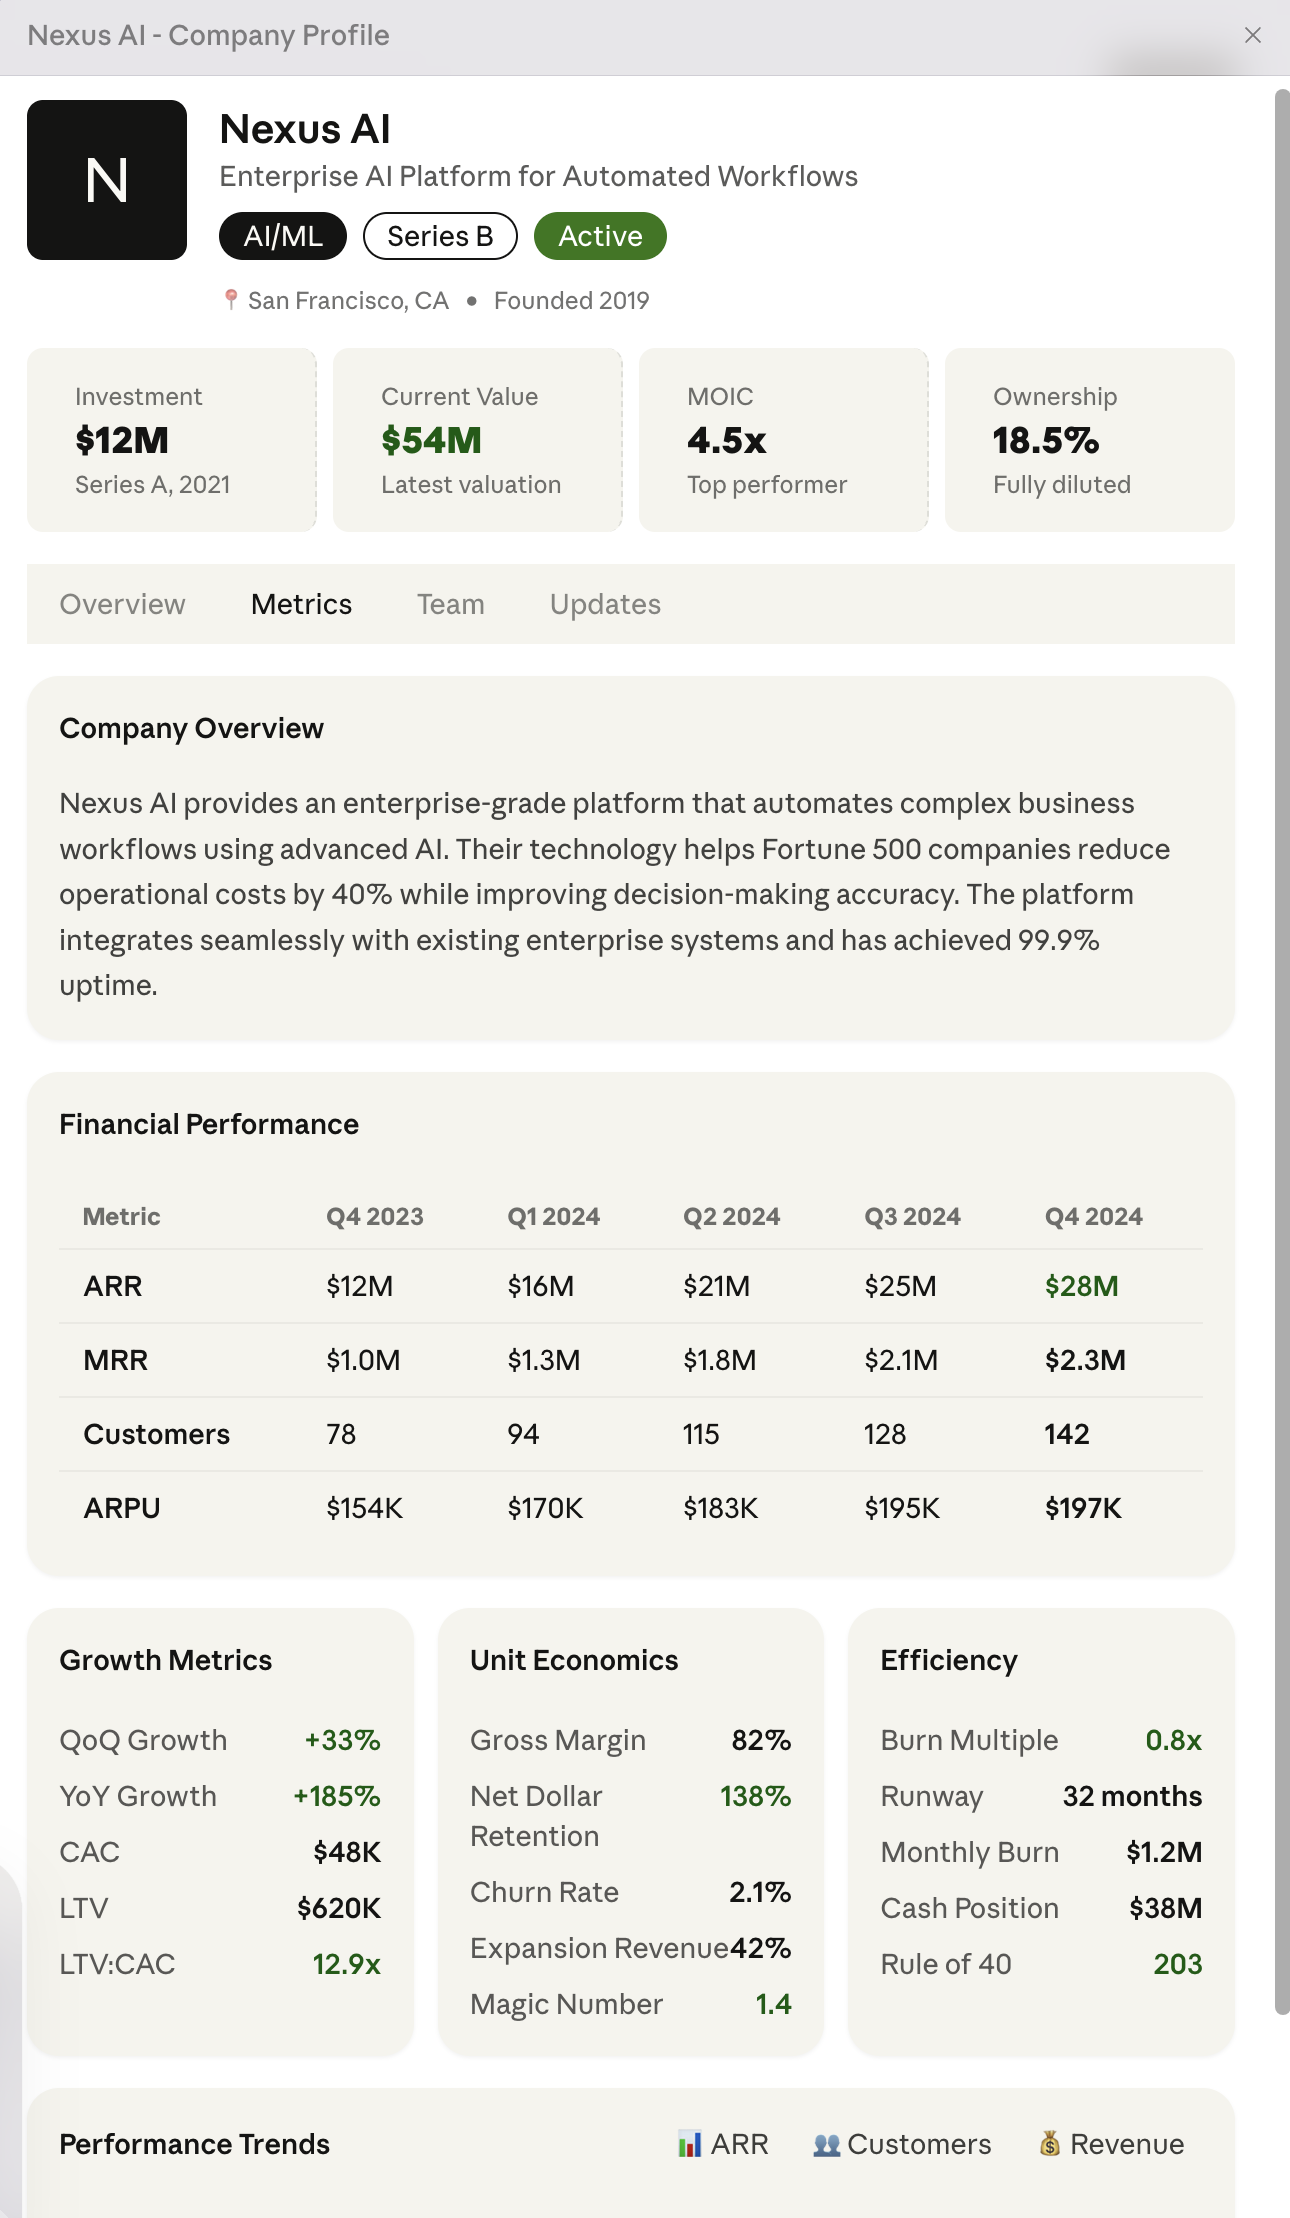 Nexus AI - Company Profile
N
Nexus AI
Enterprise AI Platform for Automated Workflows
AI/ML Series B Active
📍 San Francisco, CA • Founded 2019
Investment
$12M
Series A, 2021
Current Value
$54M
Latest valuation
MOIC
4.5x
Top performer
Ownership
18.5%
Fully diluted
Overview Metrics Team Updates
Company Overview
Nexus AI provides an enterprise-grade platform that automates complex business
workflows using advanced AI. Their technology helps Fortune 500 companies reduce
operational costs by 40% while improving decision-making accuracy. The platform
integrates seamlessly with existing enterprise systems and has achieved 99.9%
uptime.
Financial Performance
Metric Q4 2023 Q1 2024 Q2 2024 Q3 2024 Q4 2024
ARR $12M $16M $21M $25M $28M
MRR $1.0M $1.3M $1.8M $2.1M $2.3M
Customers 78 94 115 128 142
ARPU $154K $170K $183K $195K $197K
Growth Metrics
QoQ Growth +33%
YoY Growth +185%
CAC $48K
LTV $620K
LTV:CAC 12.9x
Unit Economics
Gross Margin 82%
Net Dollar 138%
Retention
Churn Rate 2.1%
Expansion Revenue 42%
Magic Number 1.4
Efficiency
Burn Multiple 0.8x
Runway 32 months
Monthly Burn $1.2M
Cash Position $38M
Rule of 40 203
Performance Trends 📊 ARR 👥 Customers 💰 Revenue